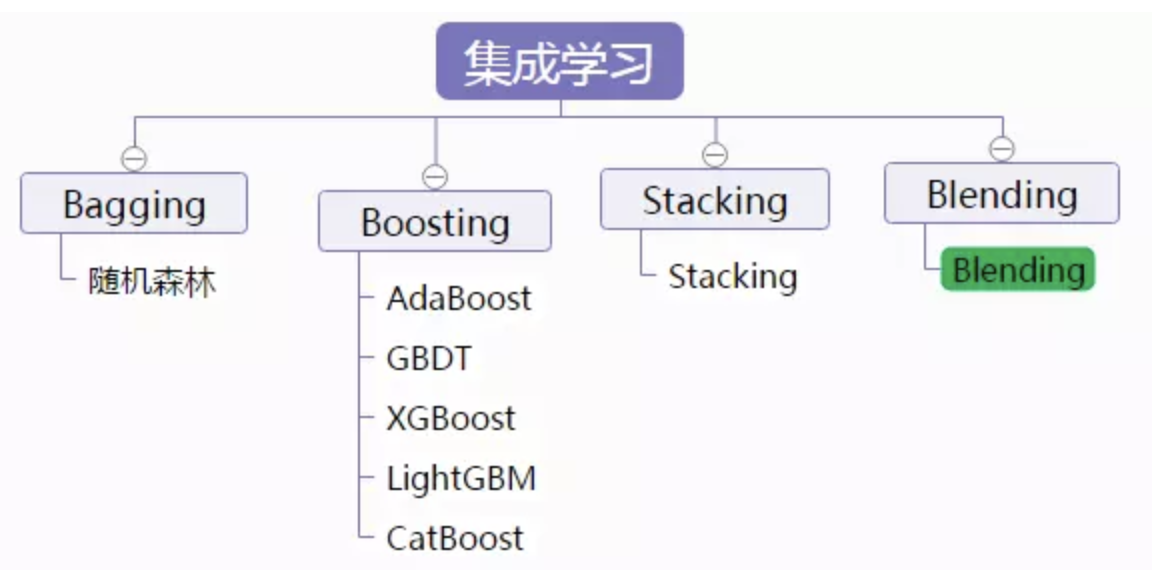 集成学习
Bagging
随机森林
Boosting
AdaBoost
GBDT
XGBoost
LightGBM
CatBoost
Stacking
Stacking
Blending
Blending